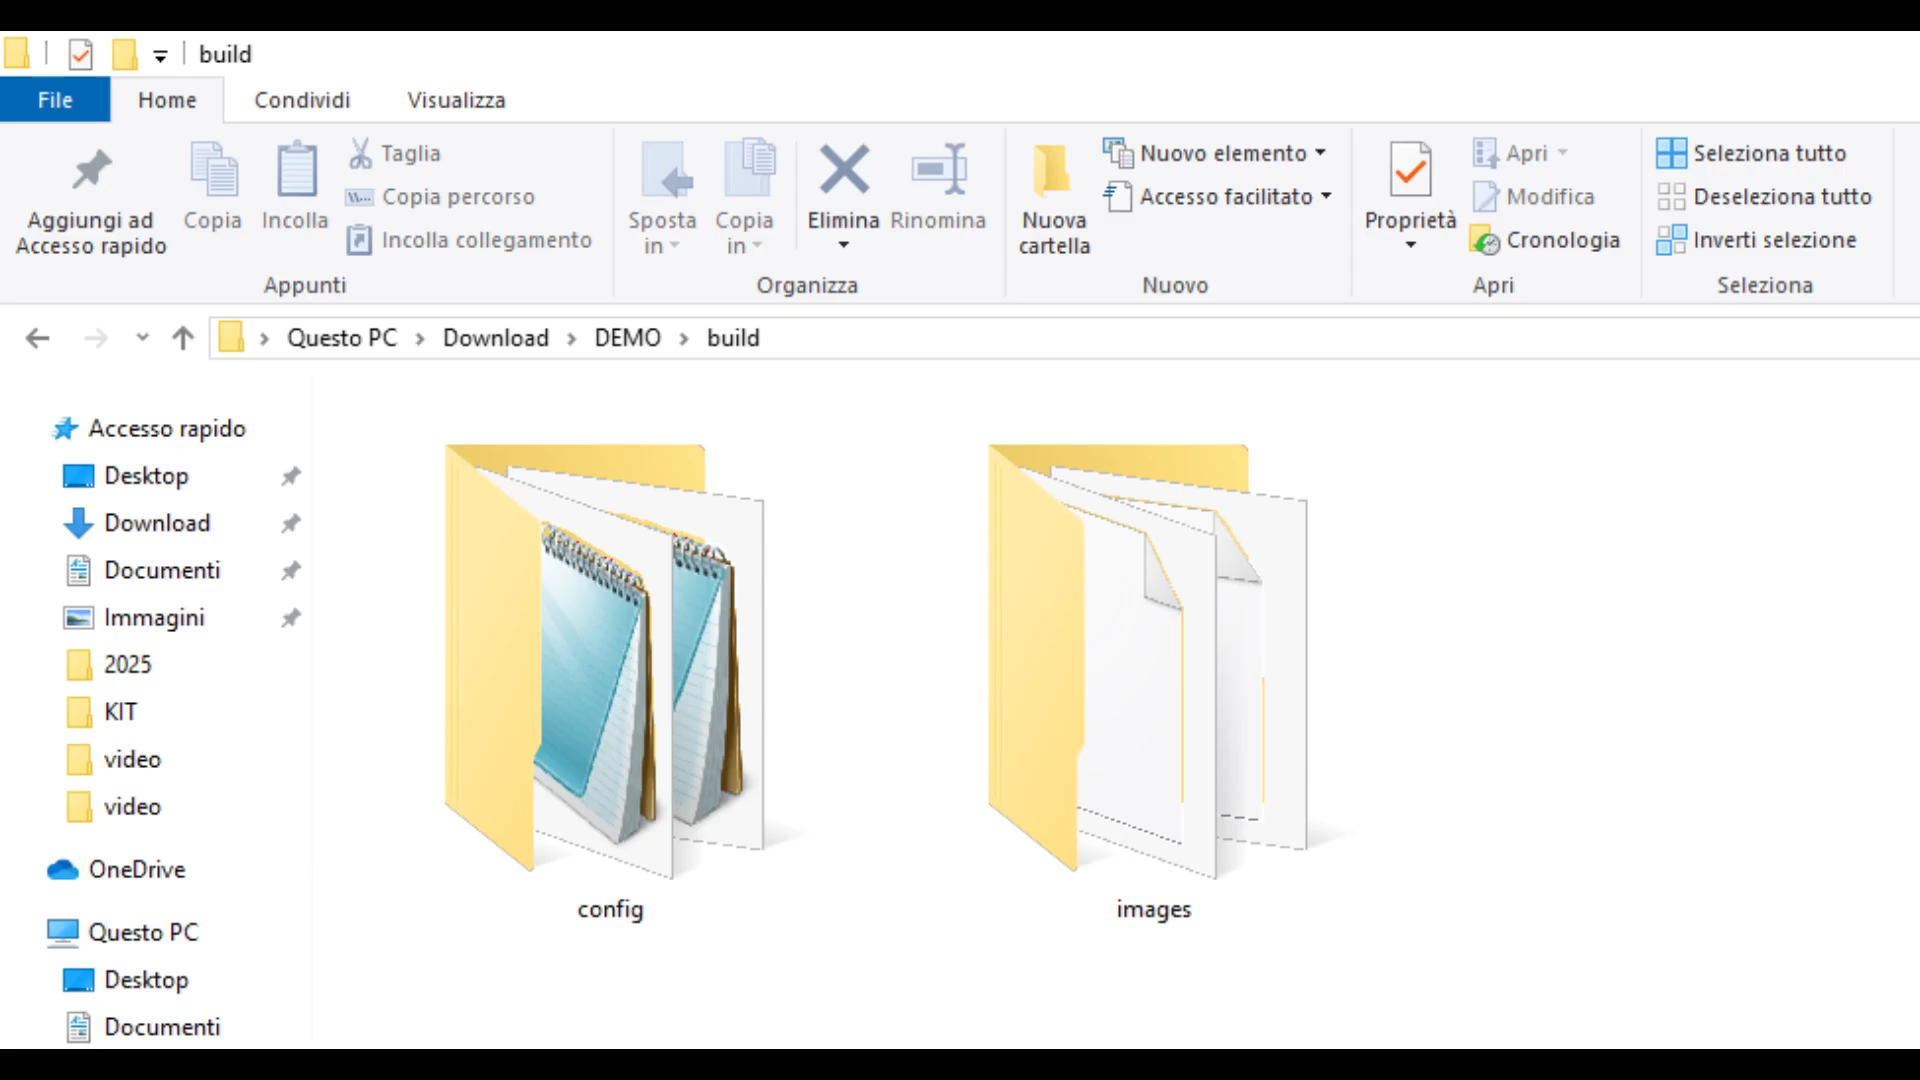 build
File Home Condividi Visualizza
Aggiungi ad
Accesso rapido
Copia
Incolla
Taglia
Copia percorso
Incolla collegamento
Appunti
Sposta
in
Copia
in
Elimina
Rinomina
Organizza
Nuova
cartella
Nuovo elemento
Accesso facilitato
Nuovo
Proprietà
Apri
Modifica
Cronologia
Apri
Seleziona tutto
Deseleziona tutto
Inverti selezione
Seleziona
Questo PC > Download > DEMO > build
Accesso rapido
Desktop
Download
Documenti
Immagini
2025
KIT
video
video
OneDrive
Questo PC
Desktop
Documenti
config
images